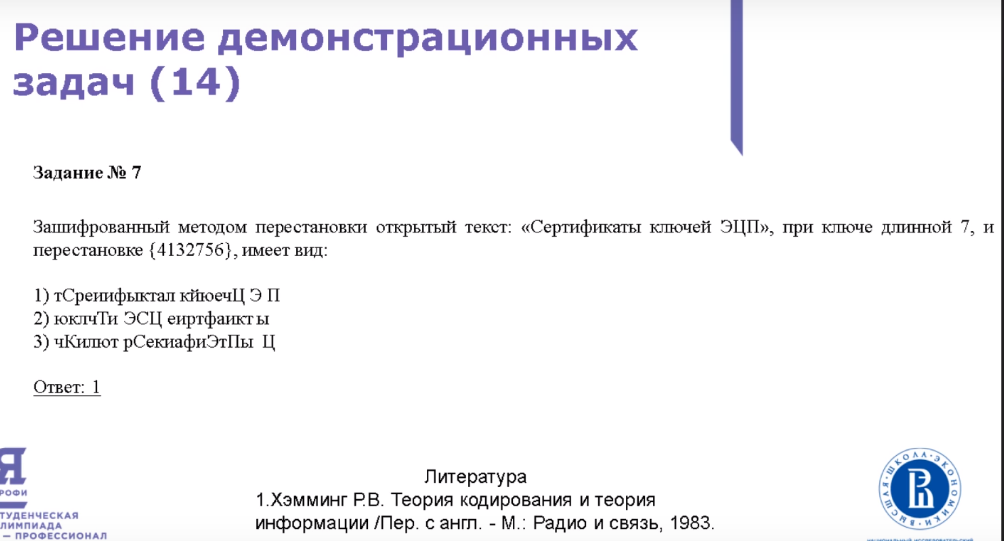 Решение демонстрационных
задач (14)
Задание № 7
Зашифрованный методом перестановки открытый текст: «Сертификаты ключей ЭЦП», при ключе длинной 7, и
перестановке {4132756}, имеет вид:
1) тСреиифыктал кйюечЦ Э П
2) юклчТи ЭСЦ еиртфаикт ы
3) чКилют рСекиафиЭтПы Ц
Ответ: 1
Я
РОФИ
ТУДЕНЧЕСКАЯ
ЛИМПИАДА
— ПРОФЕССИОНАЛ
Литература
1.Хэмминг Р.В. Теория кодирования и теория
информации /Пер. с англ. - М.: Радио и связь, 1983.
ВЫСШАЯ ШКОЛА ЭКОНОМИКИ